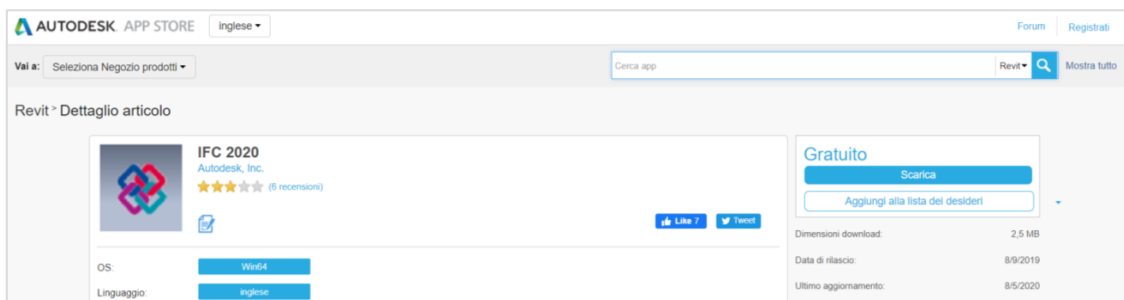 AUTODESK. APP STORE inglese
Forum Registrati
Vai a: Seleziona Negozio prodotti Cerca app Revit Mostra tutto
Revit > Dettaglio articolo
IFC 2020
Autodesk, Inc.
(6 recensioni)
Like 7 Tweet
OS: Win64
Linguaggio: inglese
Gratuito
Scarica
Aggiungi alla lista dei desideri
Dimensioni download: 2,5 MB
Data di rilascio: 8/9/2019
Ultimo aggiornamento: 8/5/2020